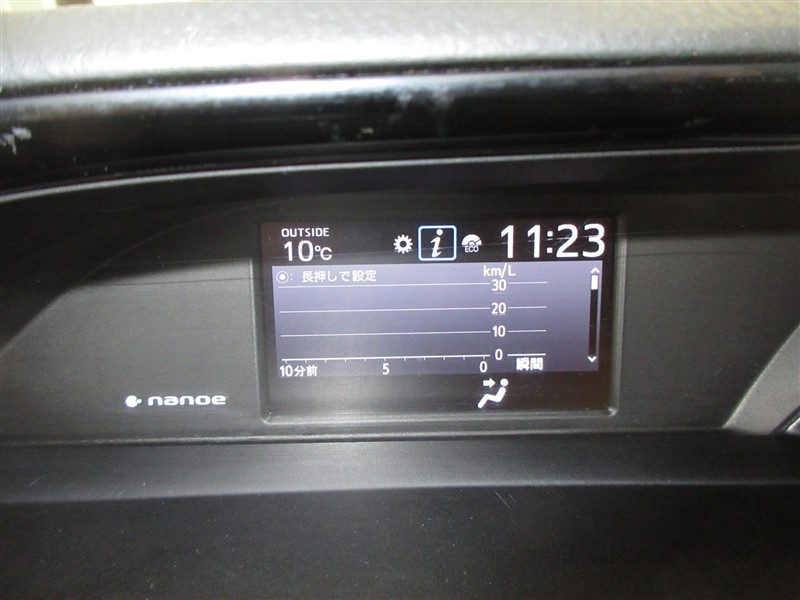 OUTSIDE
10℃
i
ECO
11:23
◉: 長押しで設定
km/L
30
20
10
0
10分前 5 0 瞬間
nanoe